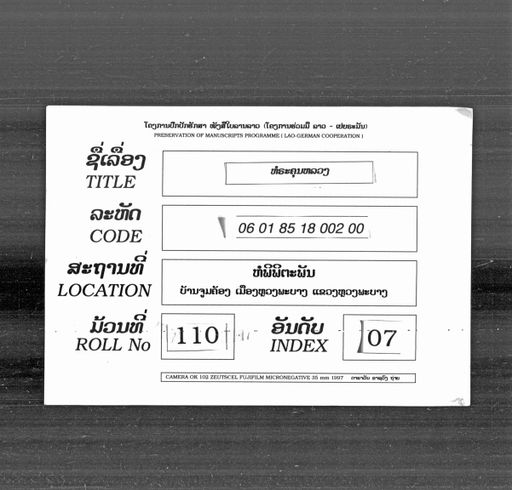 ໂຄງການປົກປັກຮັກສາ ໜັງສືໃບລານລາວ (ໂຄງການຮ່ວມມື ລາວ - ເຢຍຣະມັນ)
PRESERVATION OF MANUSCRIPTS PROGRAMME ( LAO-GERMAN COOPERATION )
ຊື່ເລື່ອງ
TITLE
ຫໍຣະຄຸນຫລວງ
ລະຫັດ
CODE
06 01 85 18 002 00
ສະຖານທີ່
LOCATION
ຫໍພິພິຕະພັນ
ບ້ານຈູມຄ້ອງ ເມືອງຫຼວງພະບາງ ແຂວງຫຼວງພະບາງ
ມ້ວນທີ່
ROLL No
110
ອັນດັບ
INDEX
07
CAMERA OK 102 ZEUTSCEL FUJIFILM MICRONEGATIVE 35 mm 1997